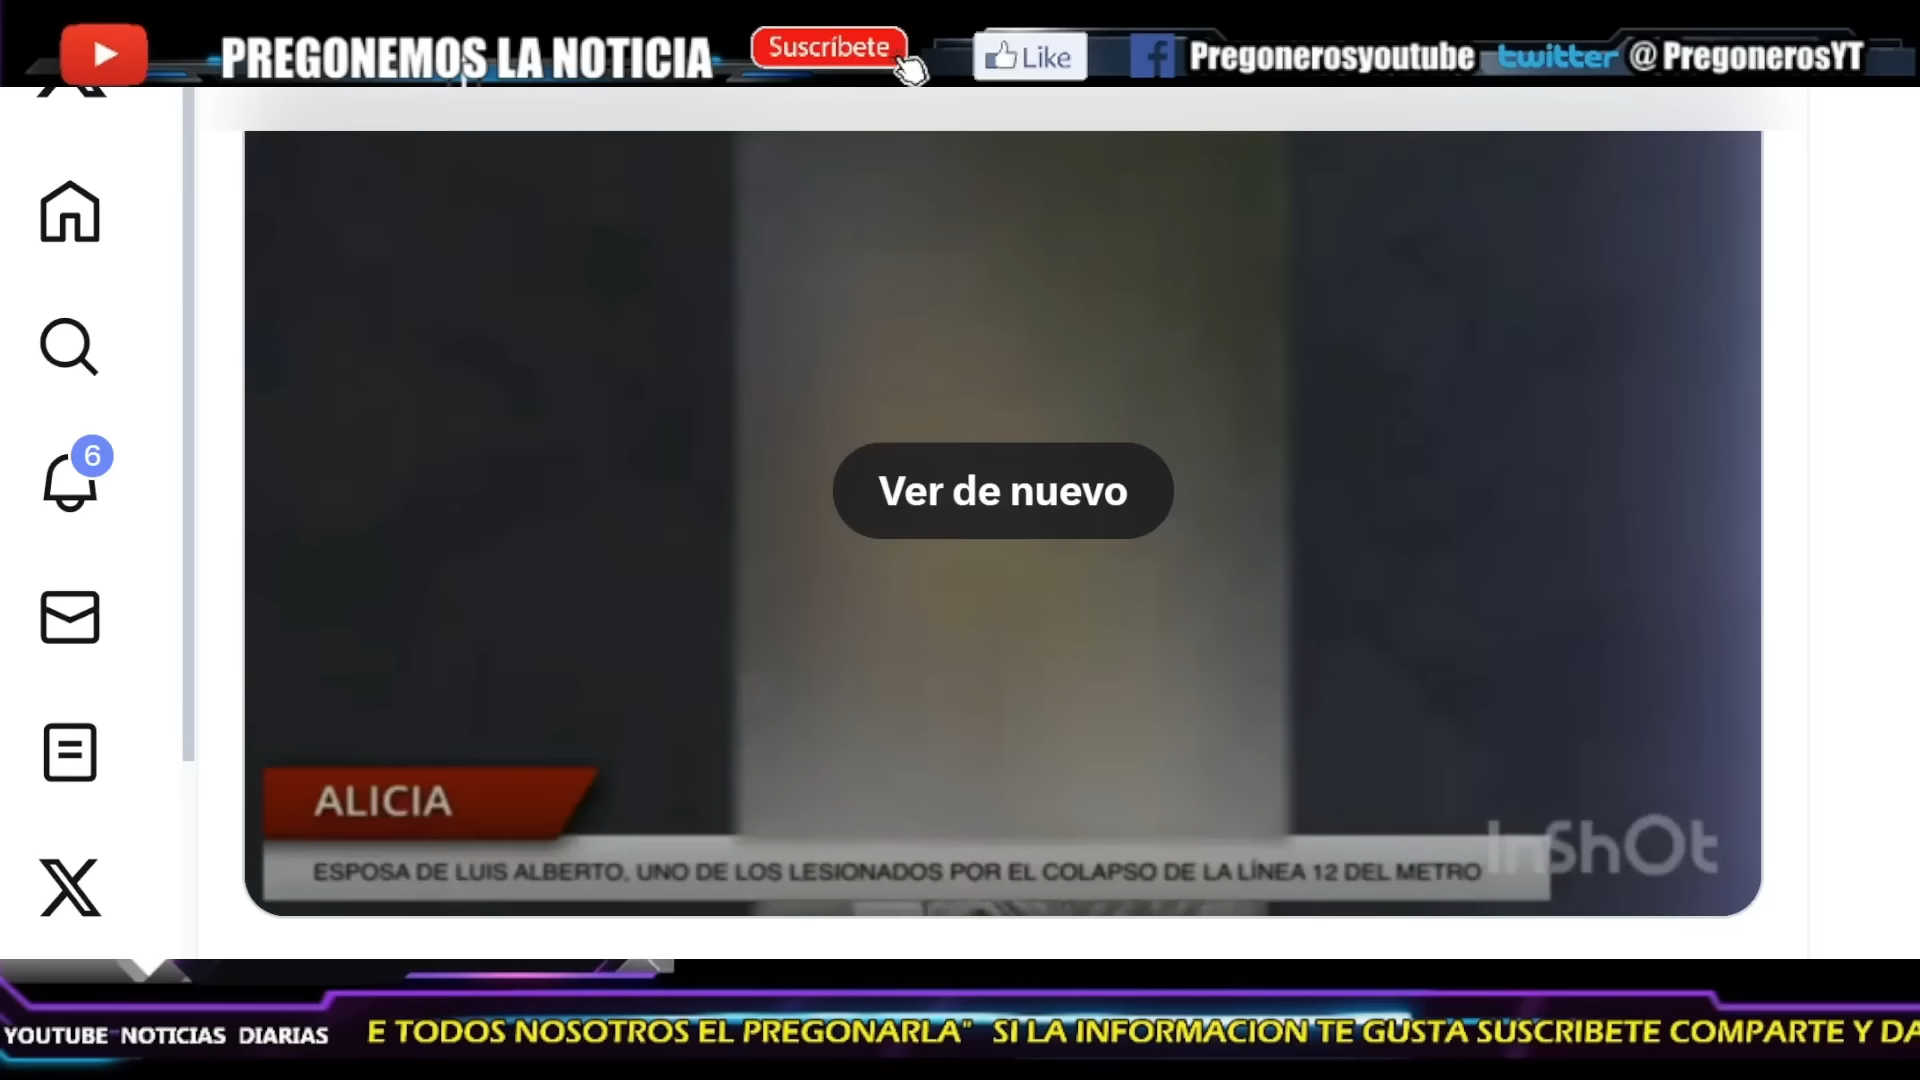 PREGONEMOS LA NOTICIA
Suscríbete
Like
Pregonerosyoutube
twitter @PregonerosYT
6
Ver de nuevo
ALICIA
ESPOSA DE LUIS ALBERTO, UNO DE LOS LESIONADOS POR EL COLAPSO DE LA LÍNEA 12 DEL METRO
InShOt
YOUTUBE NOTICIAS DIARIAS
E TODOS NOSOTROS EL PREGONARLA" SI LA INFORMACION TE GUSTA SUSCRIBETE COMPARTE Y DA